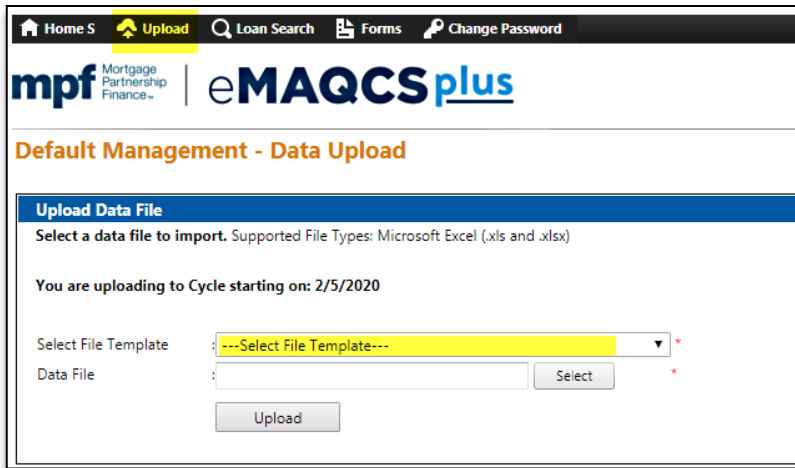 Home S Upload Loan Search Forms Change Password
mpf Mortgage Partnership Finance℠ eMAQCS plus
Default Management - Data Upload
Upload Data File
Select a data file to import. Supported File Types: Microsoft Excel (.xls and .xlsx)
You are uploading to Cycle starting on: 2/5/2020
Select File Template : ---Select File Template--- *
Data File : Select *
Upload